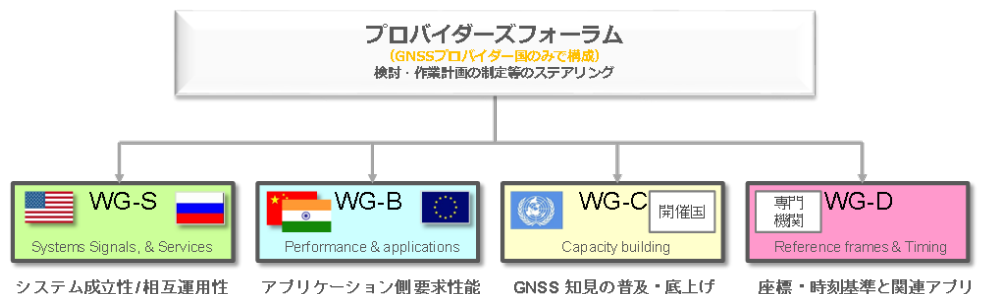 プロバイダーズフォーラム
（GNSSプロバイダー国のみで構成）
検討・作業計画の制定等のステアリング
WG-S
Systems Signals, & Services
システム成立性/相互運用性
WG-B
Performance & applications
アプリケーション側要求性能
WG-C
開催国
Capacity building
GNSS 知見の普及・底上げ
専門
機関
WG-D
Reference frames & Timing
座標・時刻基準と関連アプリ